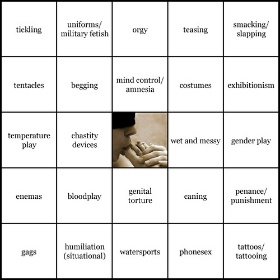 tickling
uniforms/
military fetish
orgy
teasing
smacking/
slapping
tentacles
begging
mind control/
amnesia
costumes
exhibitionism
temperature
play
chastity
devices
wet and messy
gender play
enemas
bloodplay
genital
torture
caning
penance/
punishment
gags
humiliation
(situational)
watersports
phonesex
tattoos/
tattooing